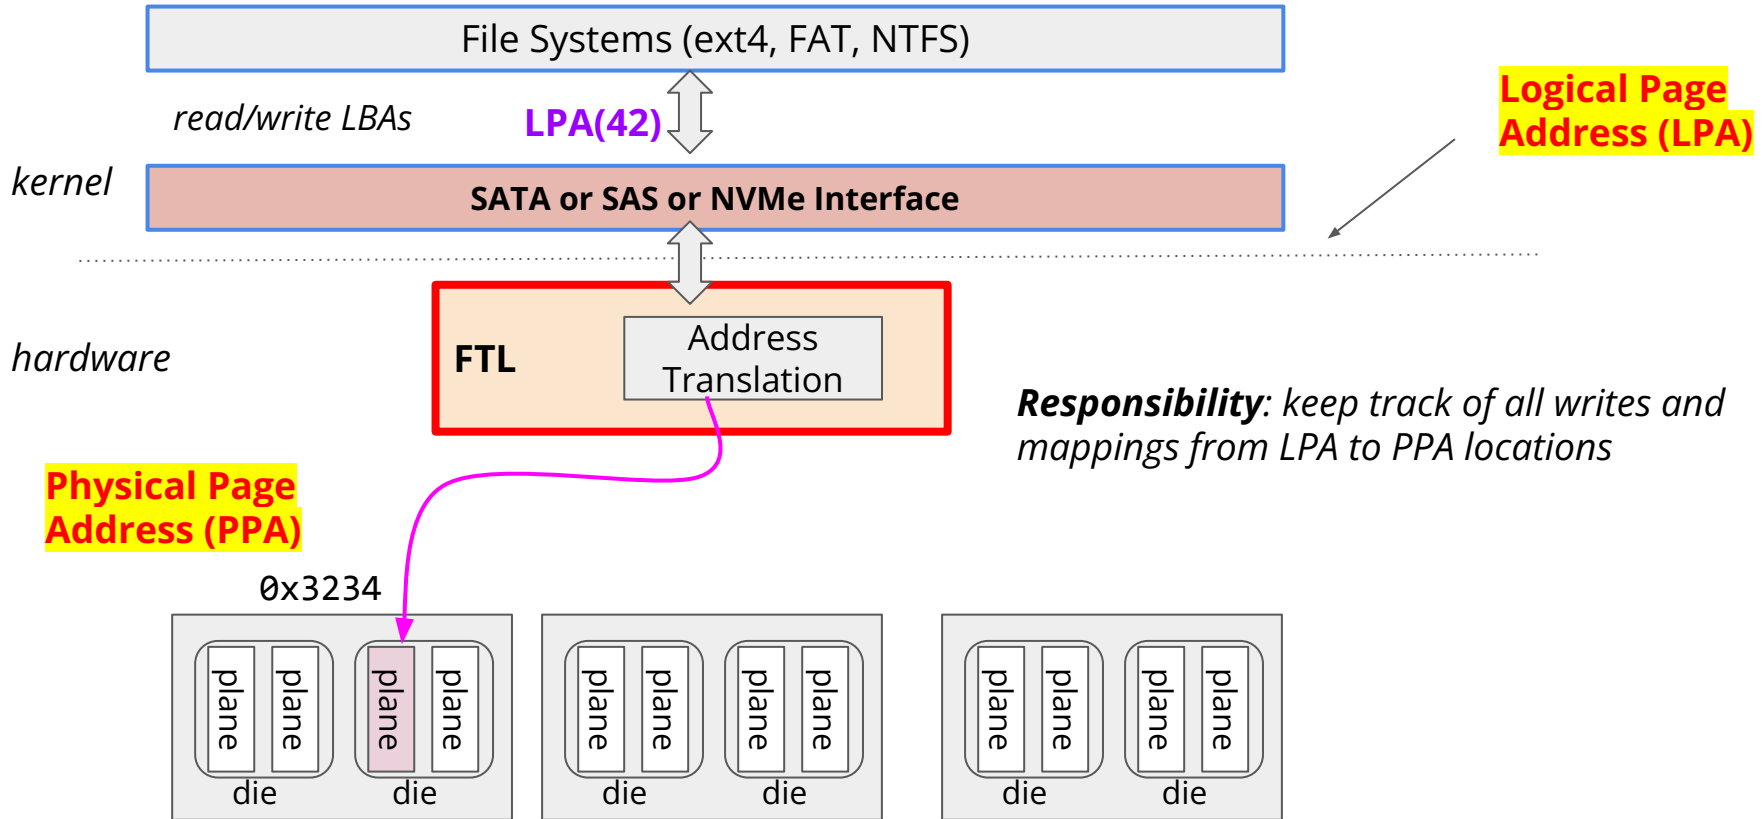 File Systems (ext4, FAT, NTFS)
read/write LBAs
LPA(42)
Logical Page
Address (LPA)
kernel
SATA or SAS or NVMe Interface
hardware
FTL
Address
Translation
Responsibility: keep track of all writes and
mappings from LPA to PPA locations
Physical Page
Address (PPA)
0x3234
plane
plane
plane
plane
plane
plane
plane
plane
plane
plane
plane
plane
die
die
die
die
die
die